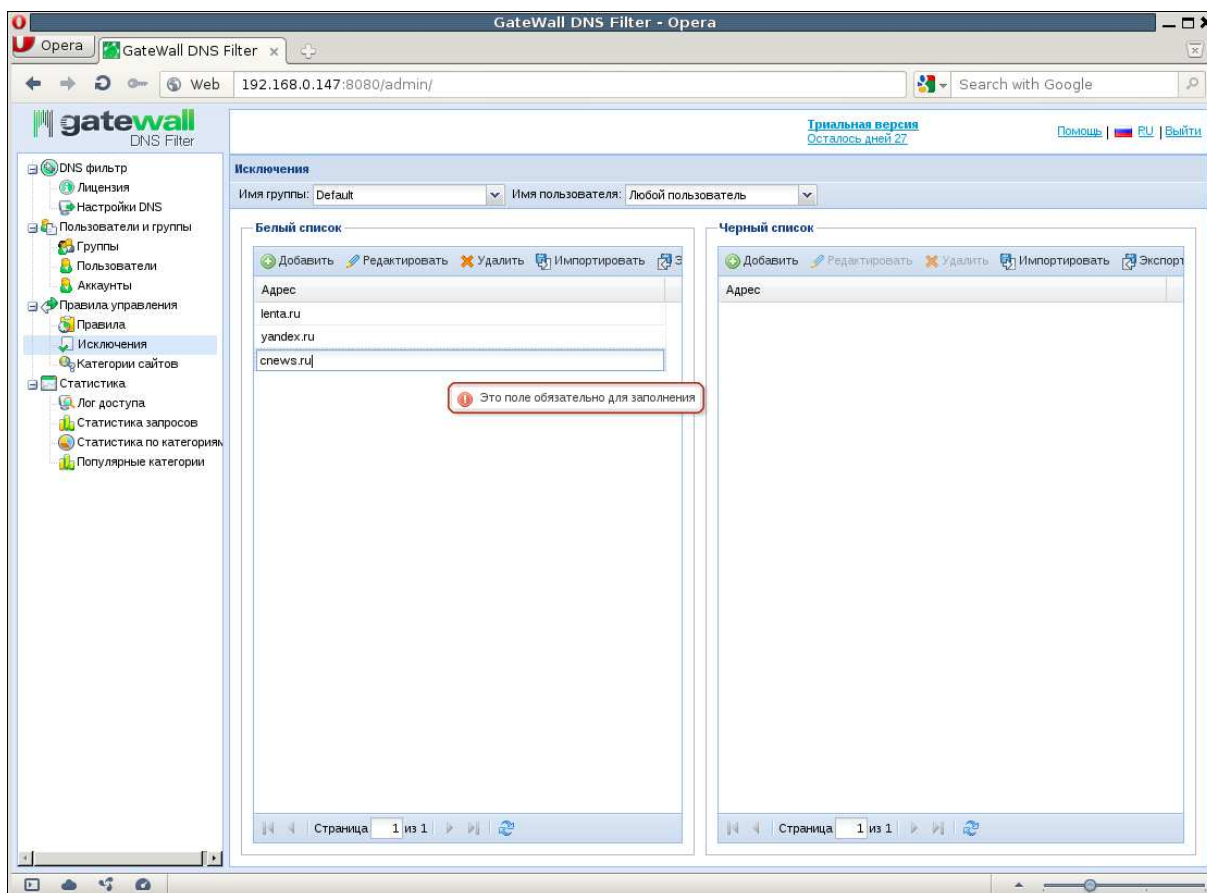 GateWall DNS Filter - Opera
Opera
GateWall DNS Filter
Web
192.168.0.147:8080/admin/
Search with Google
gatewall
DNS Filter
Триальная версия
Осталось дней 27
Помощь | RU | Выйти
DNS фильтр
Лицензия
Настройки DNS
Пользователи и группы
Группы
Пользователи
Аккаунты
Правила управления
Правила
Исключения
Категории сайтов
Статистика
Лог доступа
Статистика запросов
Статистика по категориям
Популярные категории
Исключения
Имя группы: Default Имя пользователя: Любой пользователь
Белый список
Добавить Редактировать Удалить Импортировать Э
Адрес
lenta.ru
yandex.ru
cnews.ru
Это поле обязательно для заполнения
Страница 1 из 1
Черный список
Добавить Редактировать Удалить Импортировать Экспорт
Адрес
Страница 1 из 1